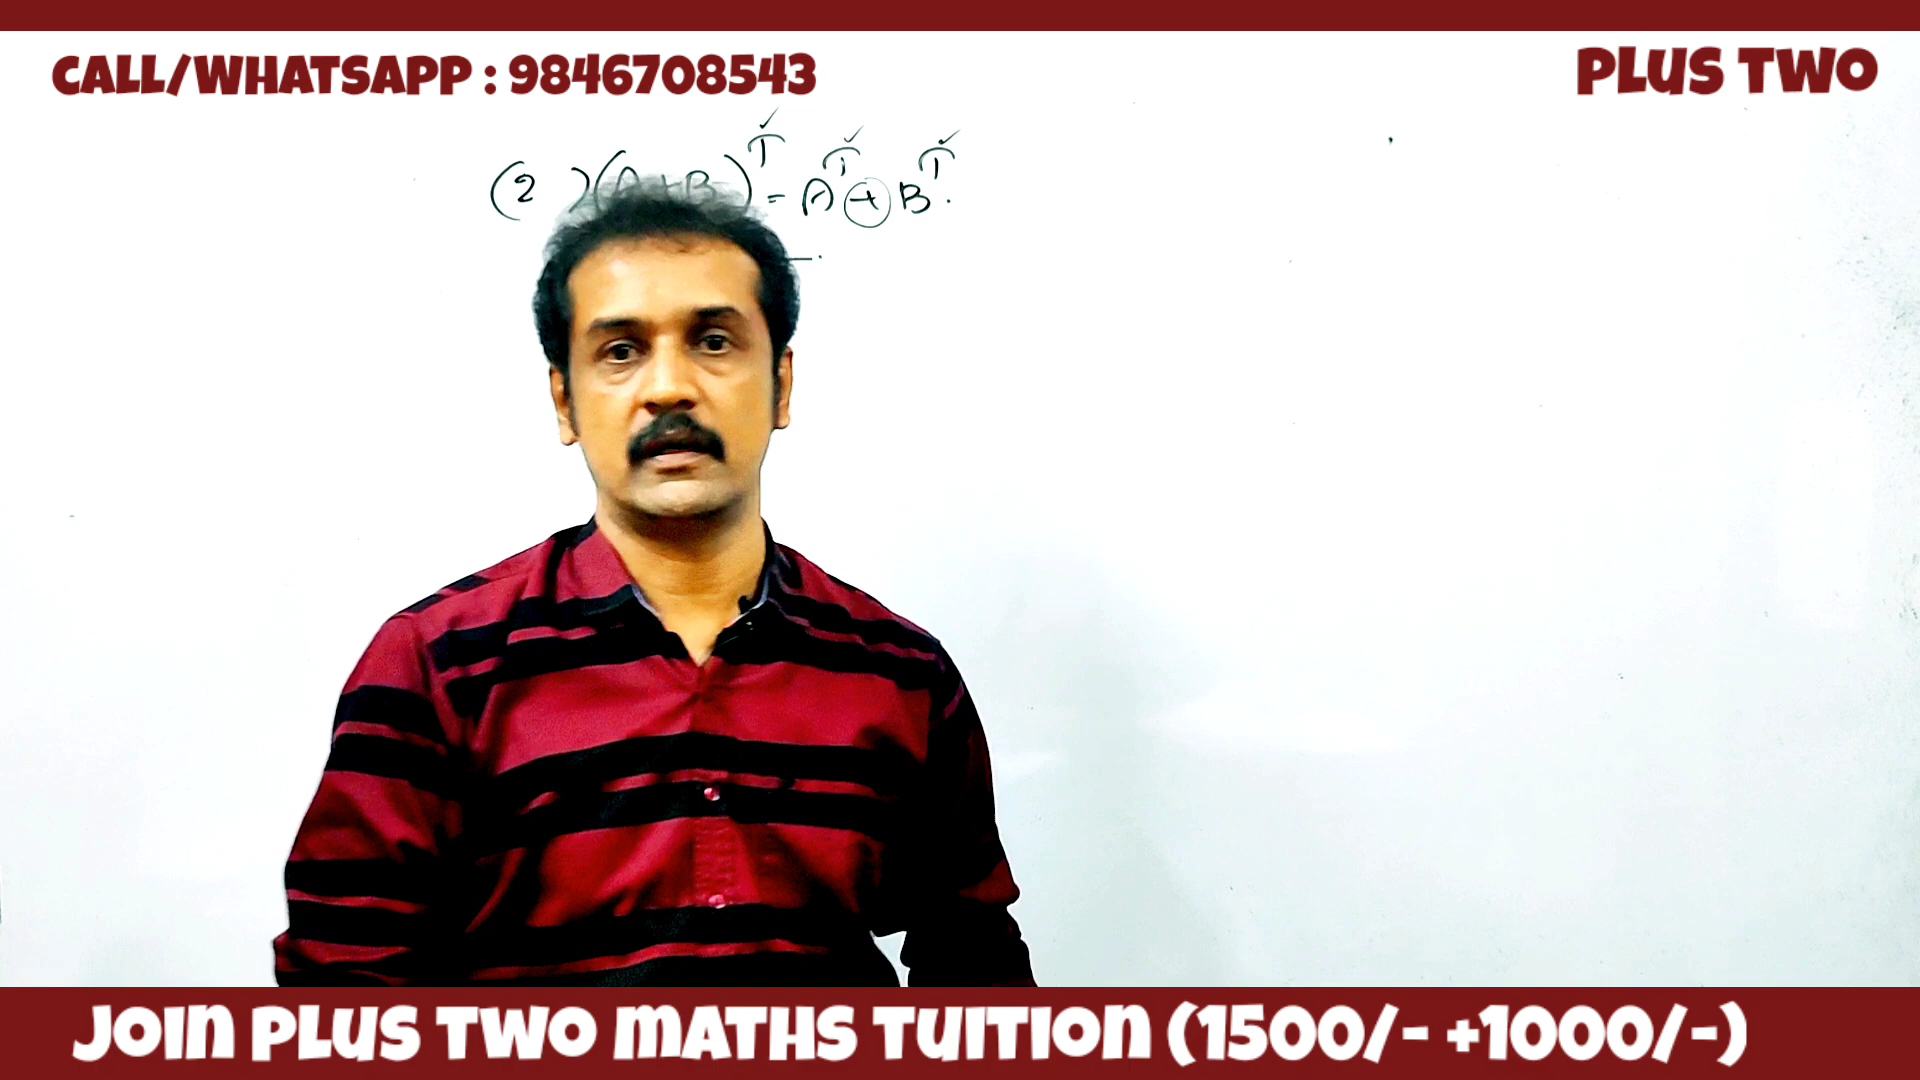 CALL/WHATSAPP : 9846708543
PLUS TWO
(2 ) (A+B)ᵀ = Aᵀ + Bᵀ.
JOIN PLUS TWO MATHS TUITION (1500/- +1000/-)